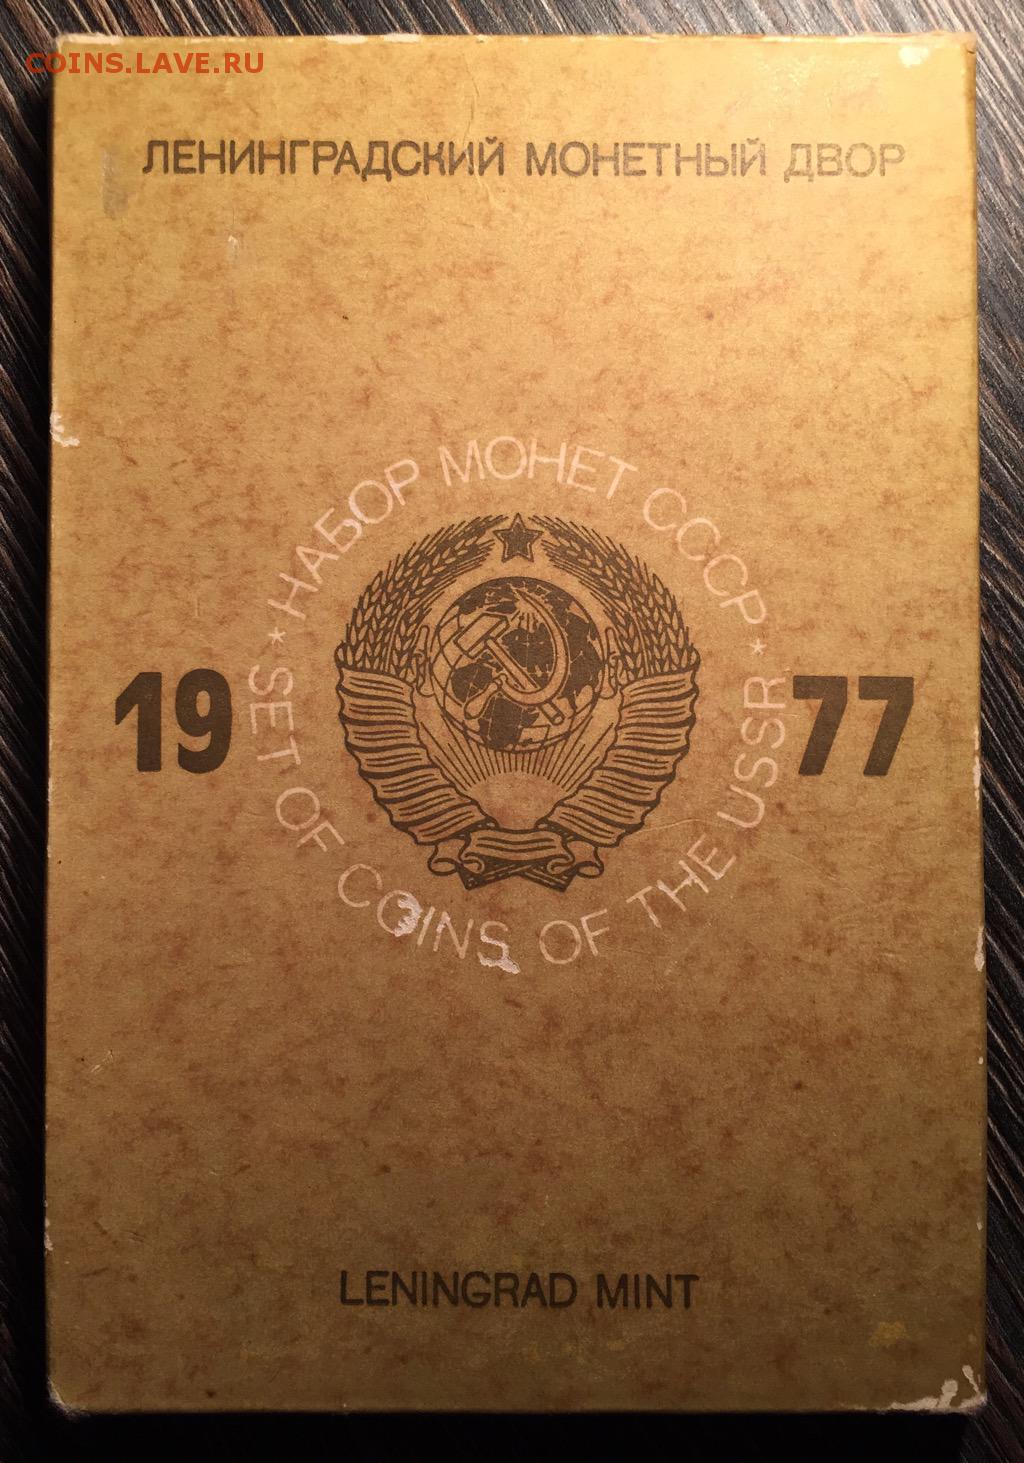 COINS.LAVE.RU
ЛЕНИНГРАДСКИЙ МОНЕТНЫЙ ДВОР
* НАБОР МОНЕТ СССР *
19 77
SET OF COINS OF THE USSR
LENINGRAD MINT